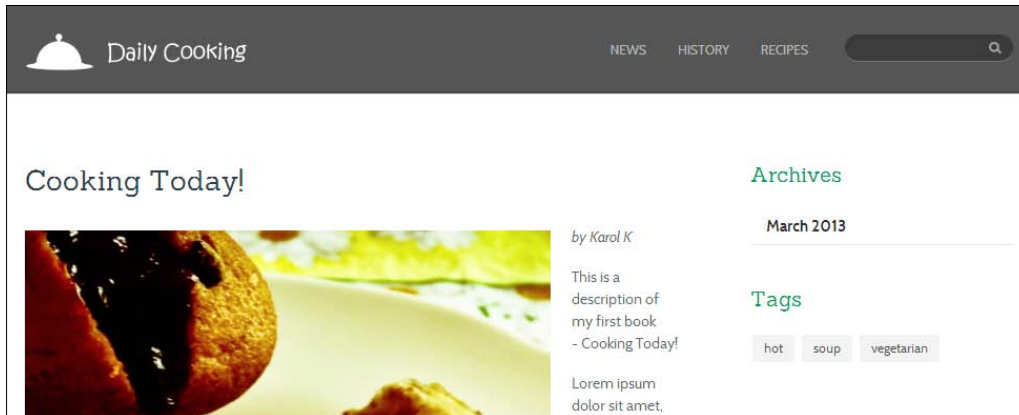 Daily Cooking
NEWS HISTORY RECIPES
Cooking Today!
by Karol K
This is a
description of
my first book
- Cooking Today!
Lorem ipsum
dolor sit amet,
Archives
March 2013
Tags
hot soup vegetarian